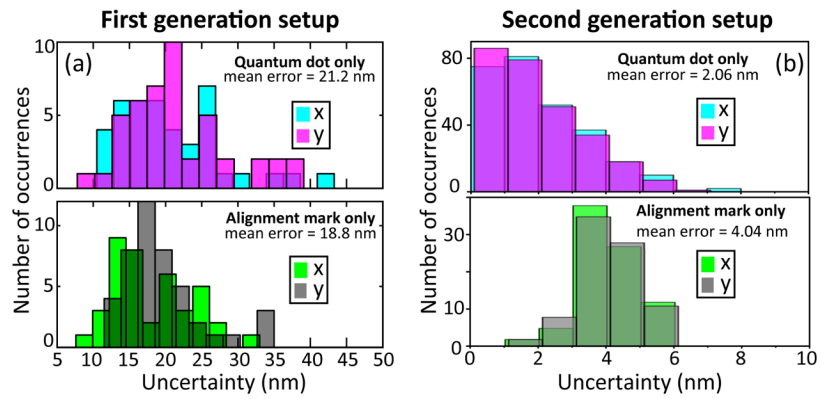 First generation setup
Second generation setup
(a)
Quantum dot only
mean error = 21.2 nm
x
y
10
5
0
Number of occurrences
Alignment mark only
mean error = 18.8 nm
x
y
10
5
0
5 10 15 20 25 30 35 40 45 50
Uncertainty (nm)
(b)
Quantum dot only
mean error = 2.06 nm
x
y
80
40
0
Number of occurrences
Alignment mark only
mean error = 4.04 nm
x
y
30
10
0
0 2 4 6 8 10
Uncertainty (nm)